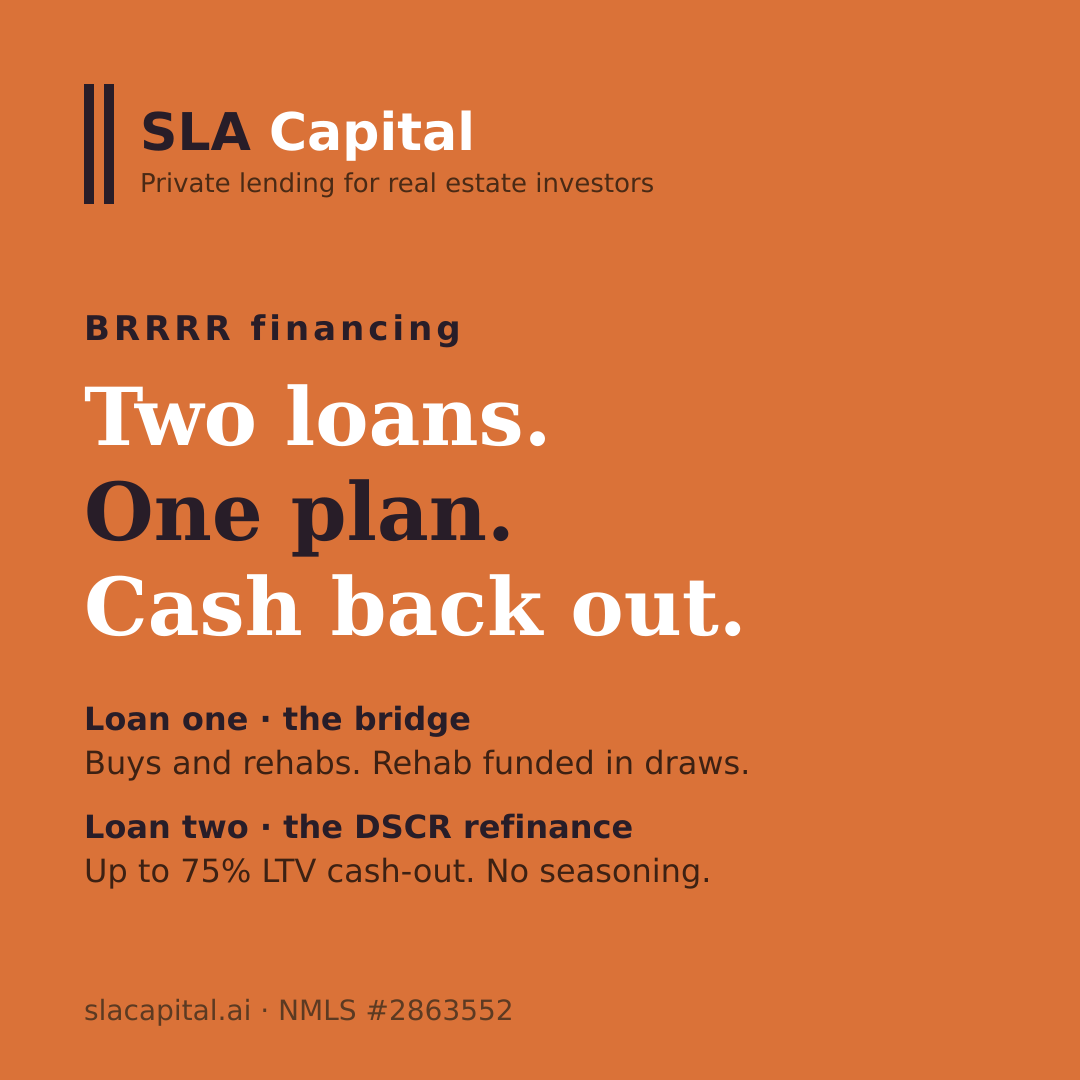 SLA Capital
Private lending for real estate investors
BRRRR financing
Two loans.
One plan.
Cash back out.
Loan one · the bridge
Buys and rehabs. Rehab funded in draws.
Loan two · the DSCR refinance
Up to 75% LTV cash-out. No seasoning.
slacapital.ai · NMLS #2863552